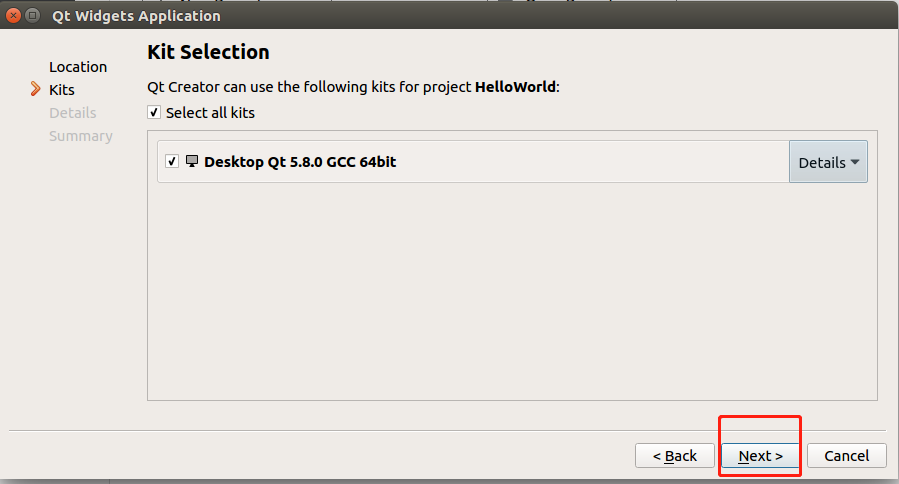 Qt Widgets Application
Location
Kits
Details
Summary
Kit Selection
Qt Creator can use the following kits for project HelloWorld:
Select all kits
Desktop Qt 5.8.0 GCC 64bit
Details
< Back
Next >
Cancel